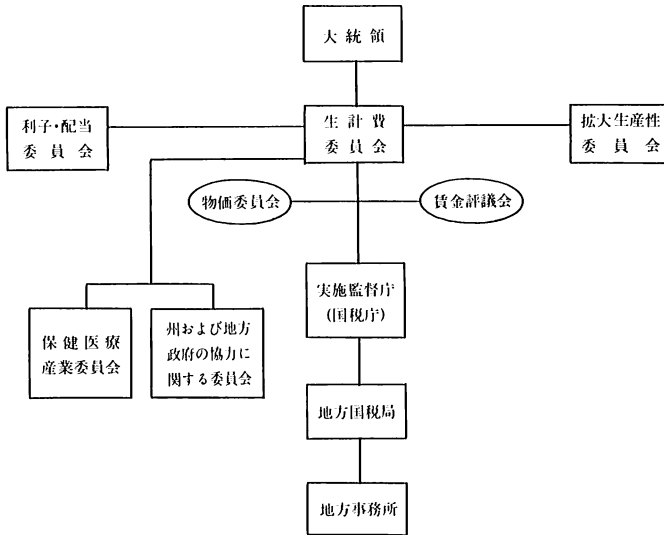 大統領
利子・配当
委員会
生計費
委員会
拡大生産性
委員会
物価委員会
賃金評議会
実施監督庁
(国税庁)
保健医療
産業委員会
州および地方
政府の協力に
関する委員会
地方国税局
地方事務所